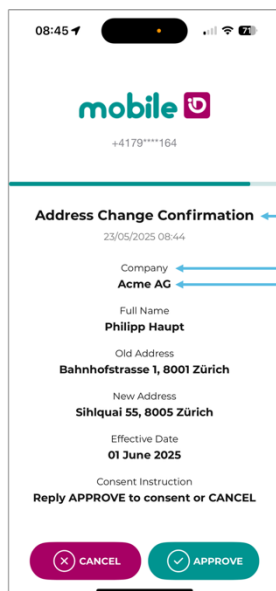 08:45
71
mobile iD
+4179****164
Address Change Confirmation
23/05/2025 08:44
Company
Acme AG
Full Name
Philipp Haupt
Old Address
Bahnhofstrasse 1, 8001 Zürich
New Address
Sihlquai 55, 8005 Zürich
Effective Date
01 June 2025
Consent Instruction
Reply APPROVE to consent or CANCEL
CANCEL
APPROVE